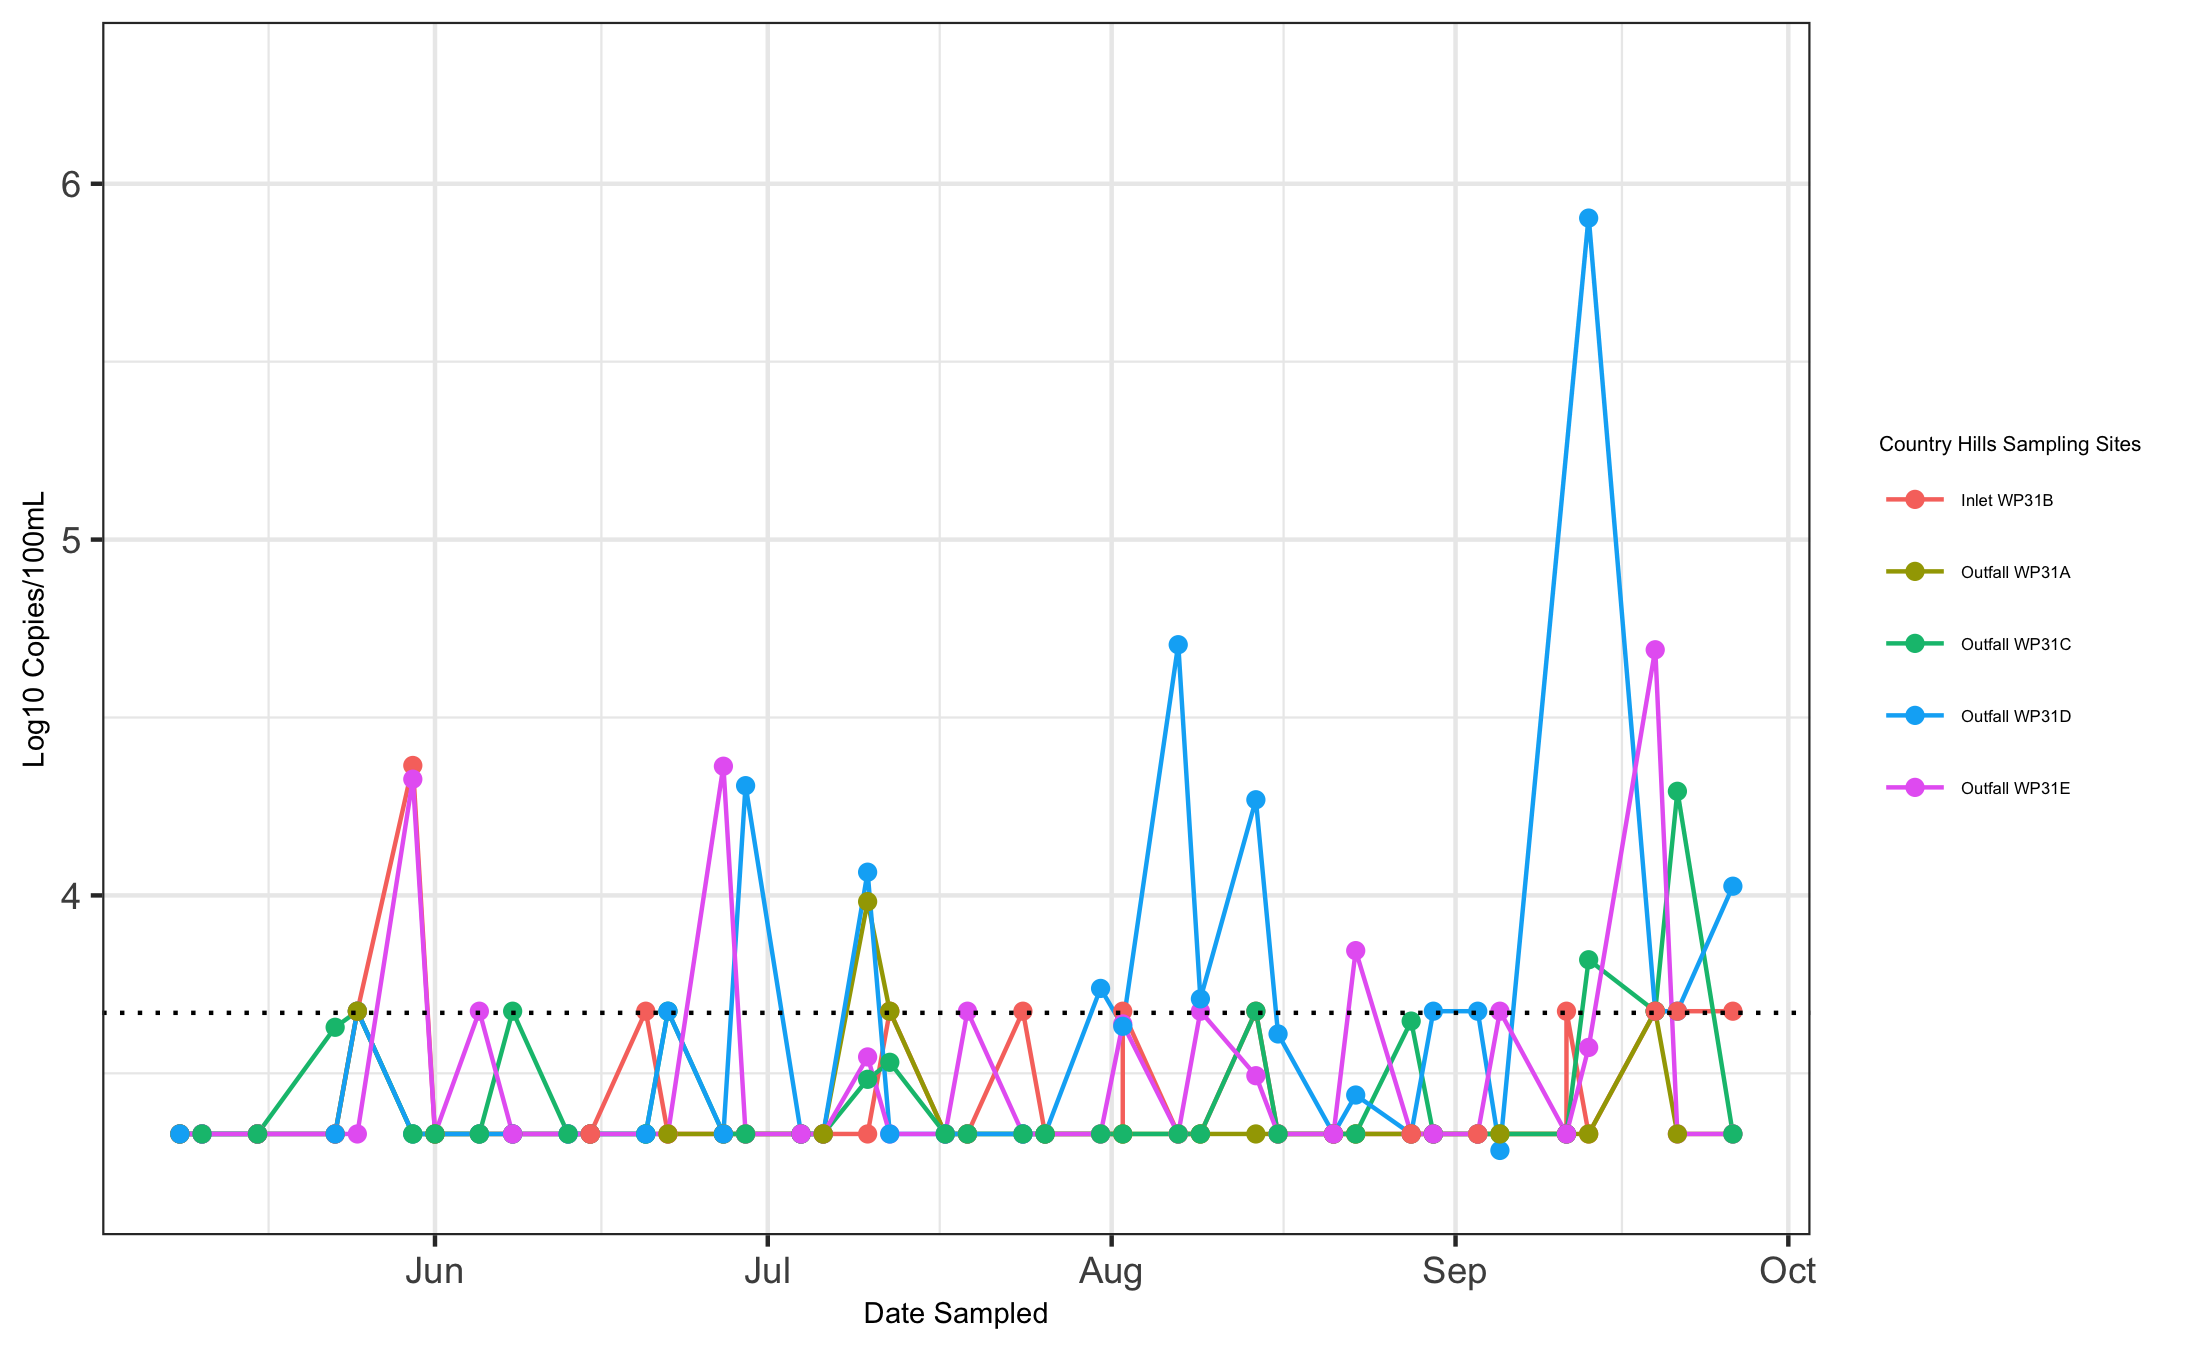 6
5
4
Log10 Copies/100mL
Jun
Jul
Aug
Sep
Oct
Date Sampled
Country Hills Sampling Sites
Inlet WP31B
Outfall WP31A
Outfall WP31C
Outfall WP31D
Outfall WP31E